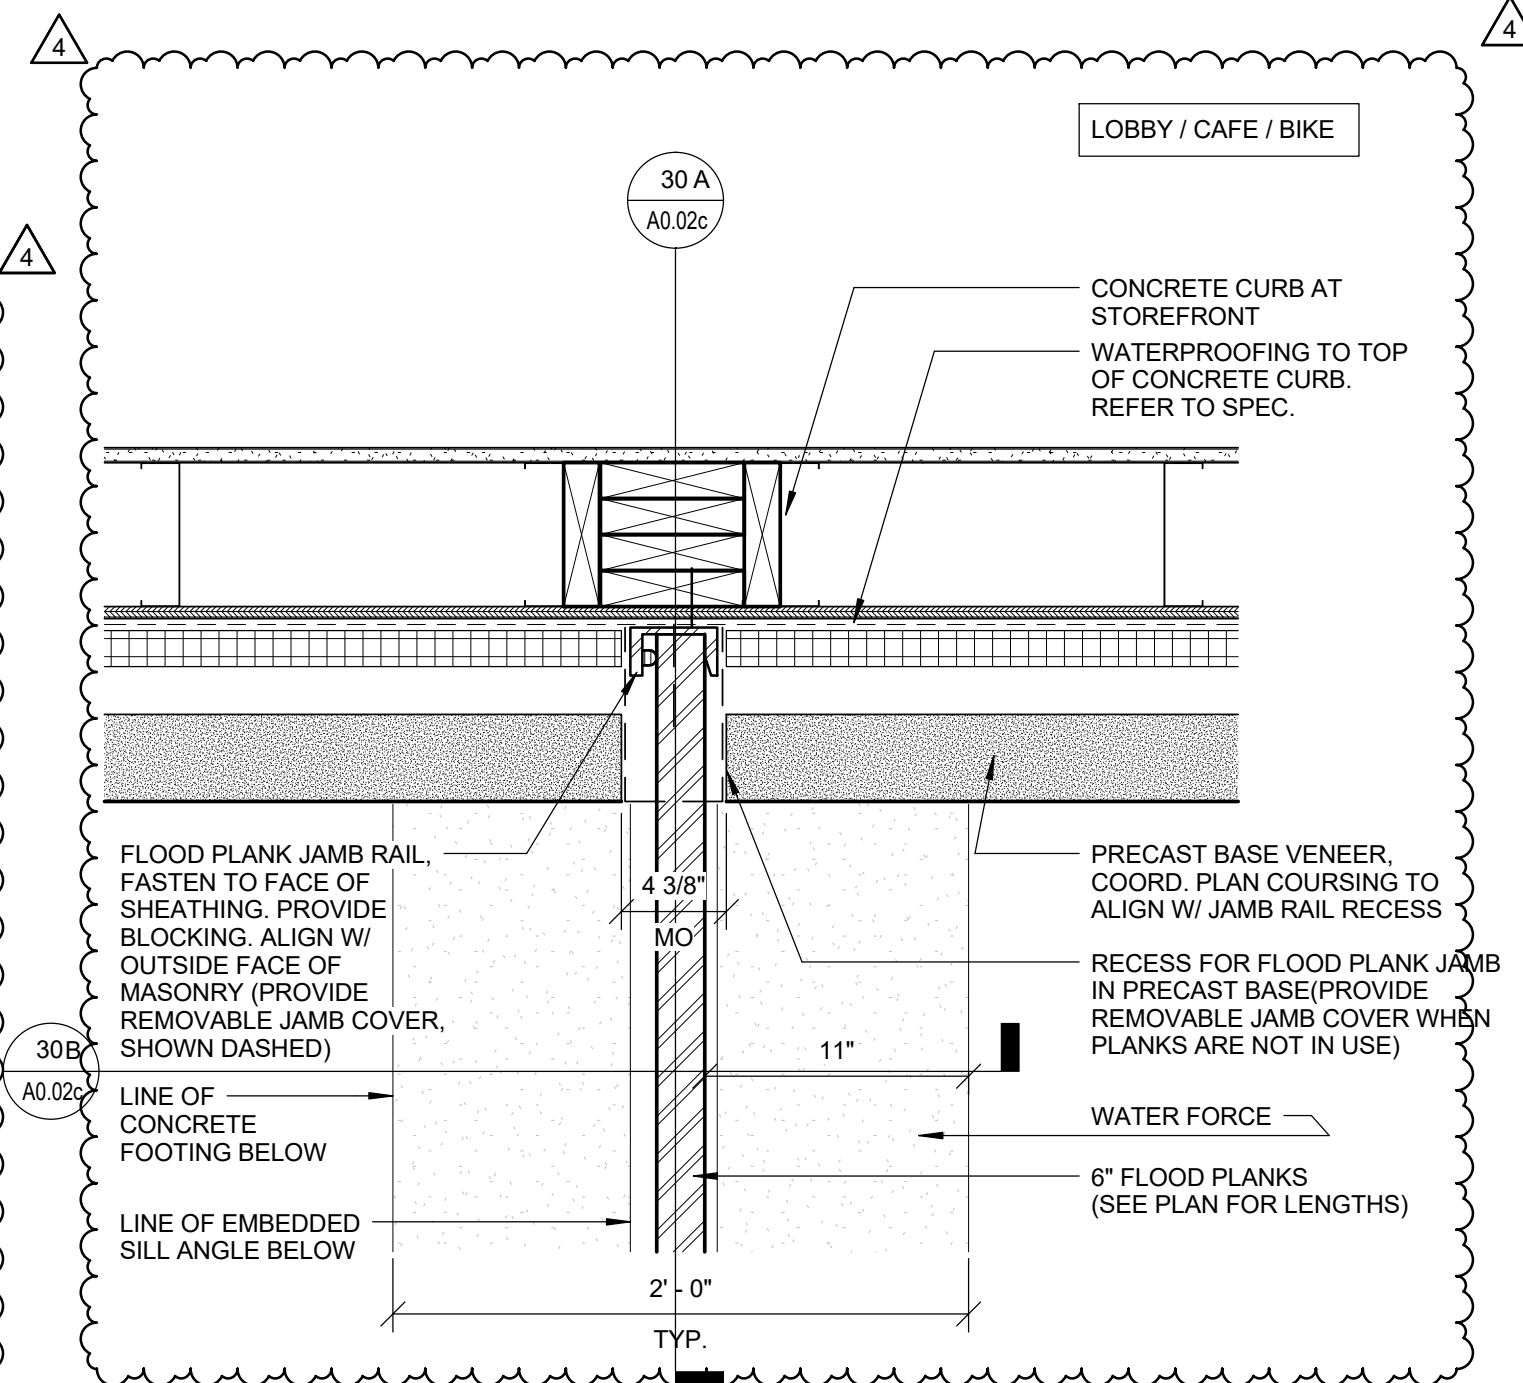 4
4
LOBBY / CAFE / BIKE
30 A
A0.02c
4
CONCRETE CURB AT
STOREFRONT
WATERPROOFING TO TOP
OF CONCRETE CURB.
REFER TO SPEC.
FLOOD PLANK JAMB RAIL,
FASTEN TO FACE OF
SHEATHING. PROVIDE
BLOCKING. ALIGN W/
OUTSIDE FACE OF
MASONRY (PROVIDE
REMOVABLE JAMB COVER,
SHOWN DASHED)
4 3/8"
MO
PRECAST BASE VENEER,
COORD. PLAN COURSING TO
ALIGN W/ JAMB RAIL RECESS
RECESS FOR FLOOD PLANK JAMB
IN PRECAST BASE(PROVIDE
REMOVABLE JAMB COVER WHEN
PLANKS ARE NOT IN USE)
30B
A0.02c
11"
LINE OF
CONCRETE
FOOTING BELOW
WATER FORCE
6" FLOOD PLANKS
(SEE PLAN FOR LENGTHS)
LINE OF EMBEDDED
SILL ANGLE BELOW
2' - 0"
TYP.